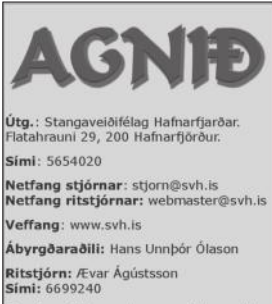 AGNIÐ
Útg.: Stangaveiðifélag Hafnarfjarðar.
Flatahrauni 29, 200 Hafnarfjörður.
Sími: 5654020
Netfang stjórnar: stjorn@svh.is
Netfang ritstjórnar: webmaster@svh.is
Veffang: www.svh.is
Ábyrgðaraðili: Hans Unnþór Ólason
Ritstjórn: Ævar Ágústsson
Sími: 6699240